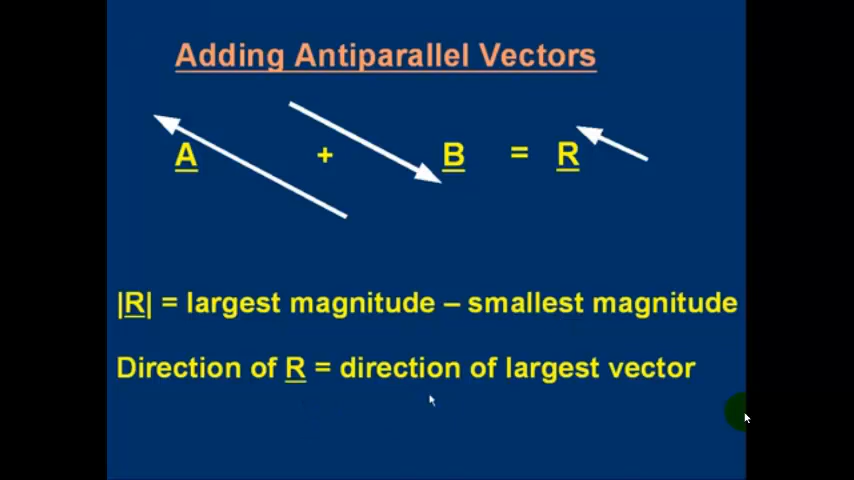 Adding Antiparallel Vectors
A + B = R
|R| = largest magnitude – smallest magnitude
Direction of R = direction of largest vector